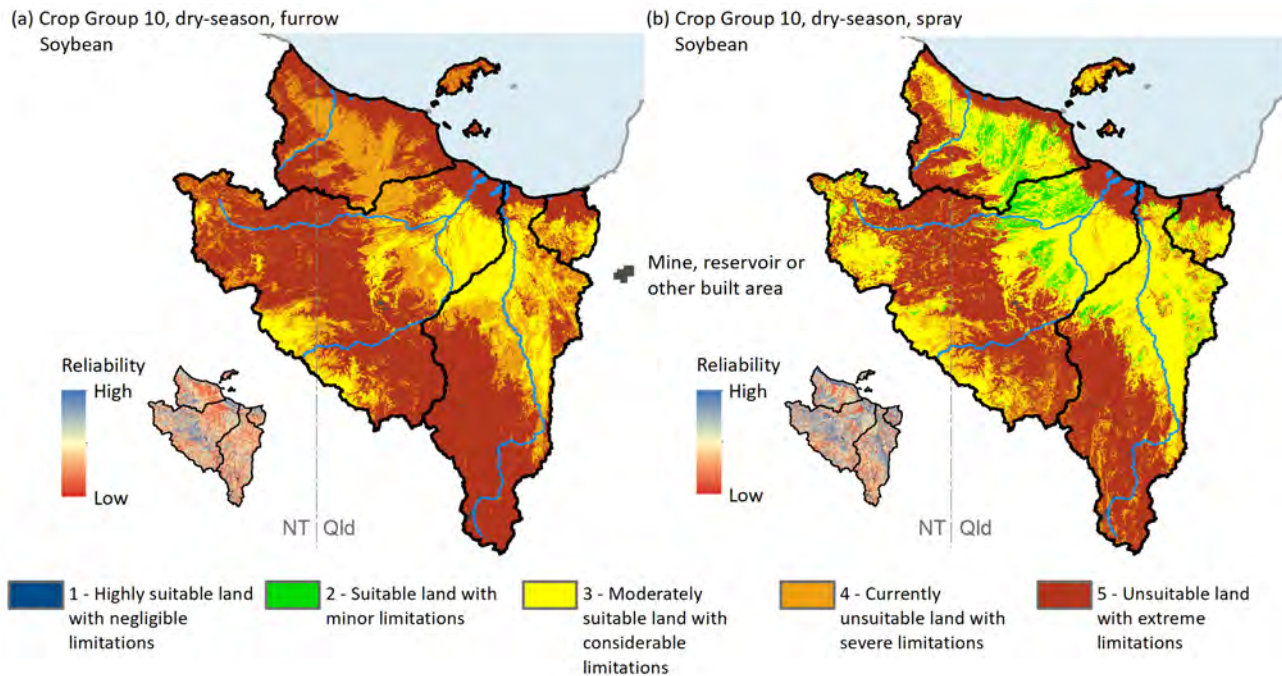 (a) Crop Group 10, dry-season, furrow
Soybean
(b) Crop Group 10, dry-season, spray
Soybean
Mine, reservoir or
other built area
Reliability
High
Low
NT Qld
Reliability
High
Low
NT Qld
1 - Highly suitable land
with negligible
limitations
2 - Suitable land with
minor limitations
3 - Moderately
suitable land with
considerable
limitations
4 - Currently
unsuitable land with
severe limitations
5 - Unsuitable land
with extreme
limitations